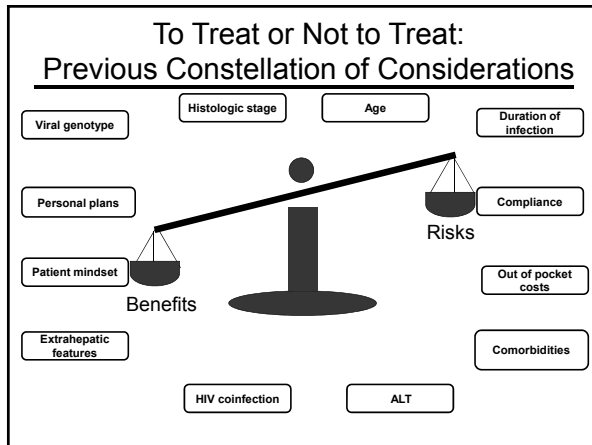 To Treat or Not to Treat:
Previous Constellation of Considerations
Histologic stage
Age
Viral genotype
Duration of
infection
Personal plans
Compliance
Risks
Patient mindset
Out of pocket
costs
Benefits
Extrahepatic
features
Comorbidities
HIV coinfection
ALT